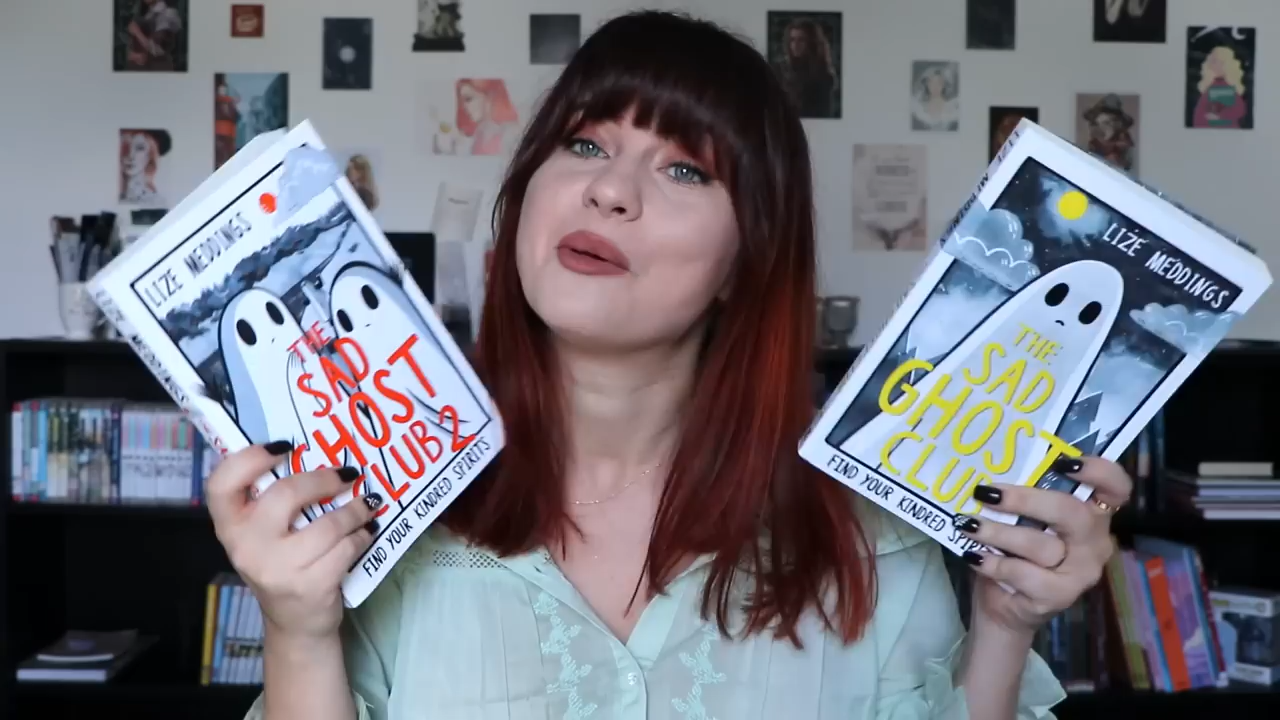 LIZE MEDDINGS
THE
SAD
GHOST
CLUB 2
FIND YOUR KINDRED SPIRITS
LIZE MEDDINGS
THE
SAD
GHOST
CLUB
FIND YOUR KINDRED